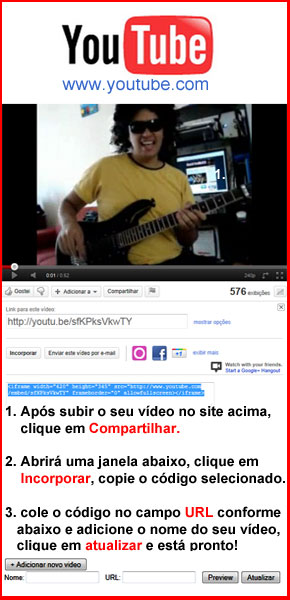 You Tube
www.youtube.com
1.
0:01 / 0:52
240p
Gostei
+ Adicionar a
Compartilhar
576 exibições
Link para este vídeo:
http://youtu.be/sfKPksVkwTY
mostrar opções
Incorporar
Enviar este vídeo por e-mail
+1
exibir mais
Watch with your friends.
Start a Google+ Hangout
<iframe width="420" height="345" src="http://www.youtube.com
/embed/sfKPksVkwTY" frameborder="0" allowfullscreen></iframe>
1. Após subir o seu vídeo no site acima,
clique em Compartilhar.
2. Abrirá uma janela abaixo, clique em
Incorporar, copie o código selecionado.
3. cole o código no campo URL conforme
abaixo e adicione o nome do seu vídeo,
clique em atualizar e está pronto!
+ Adicionar novo video
Nome:
URL:
Preview
Atualizar